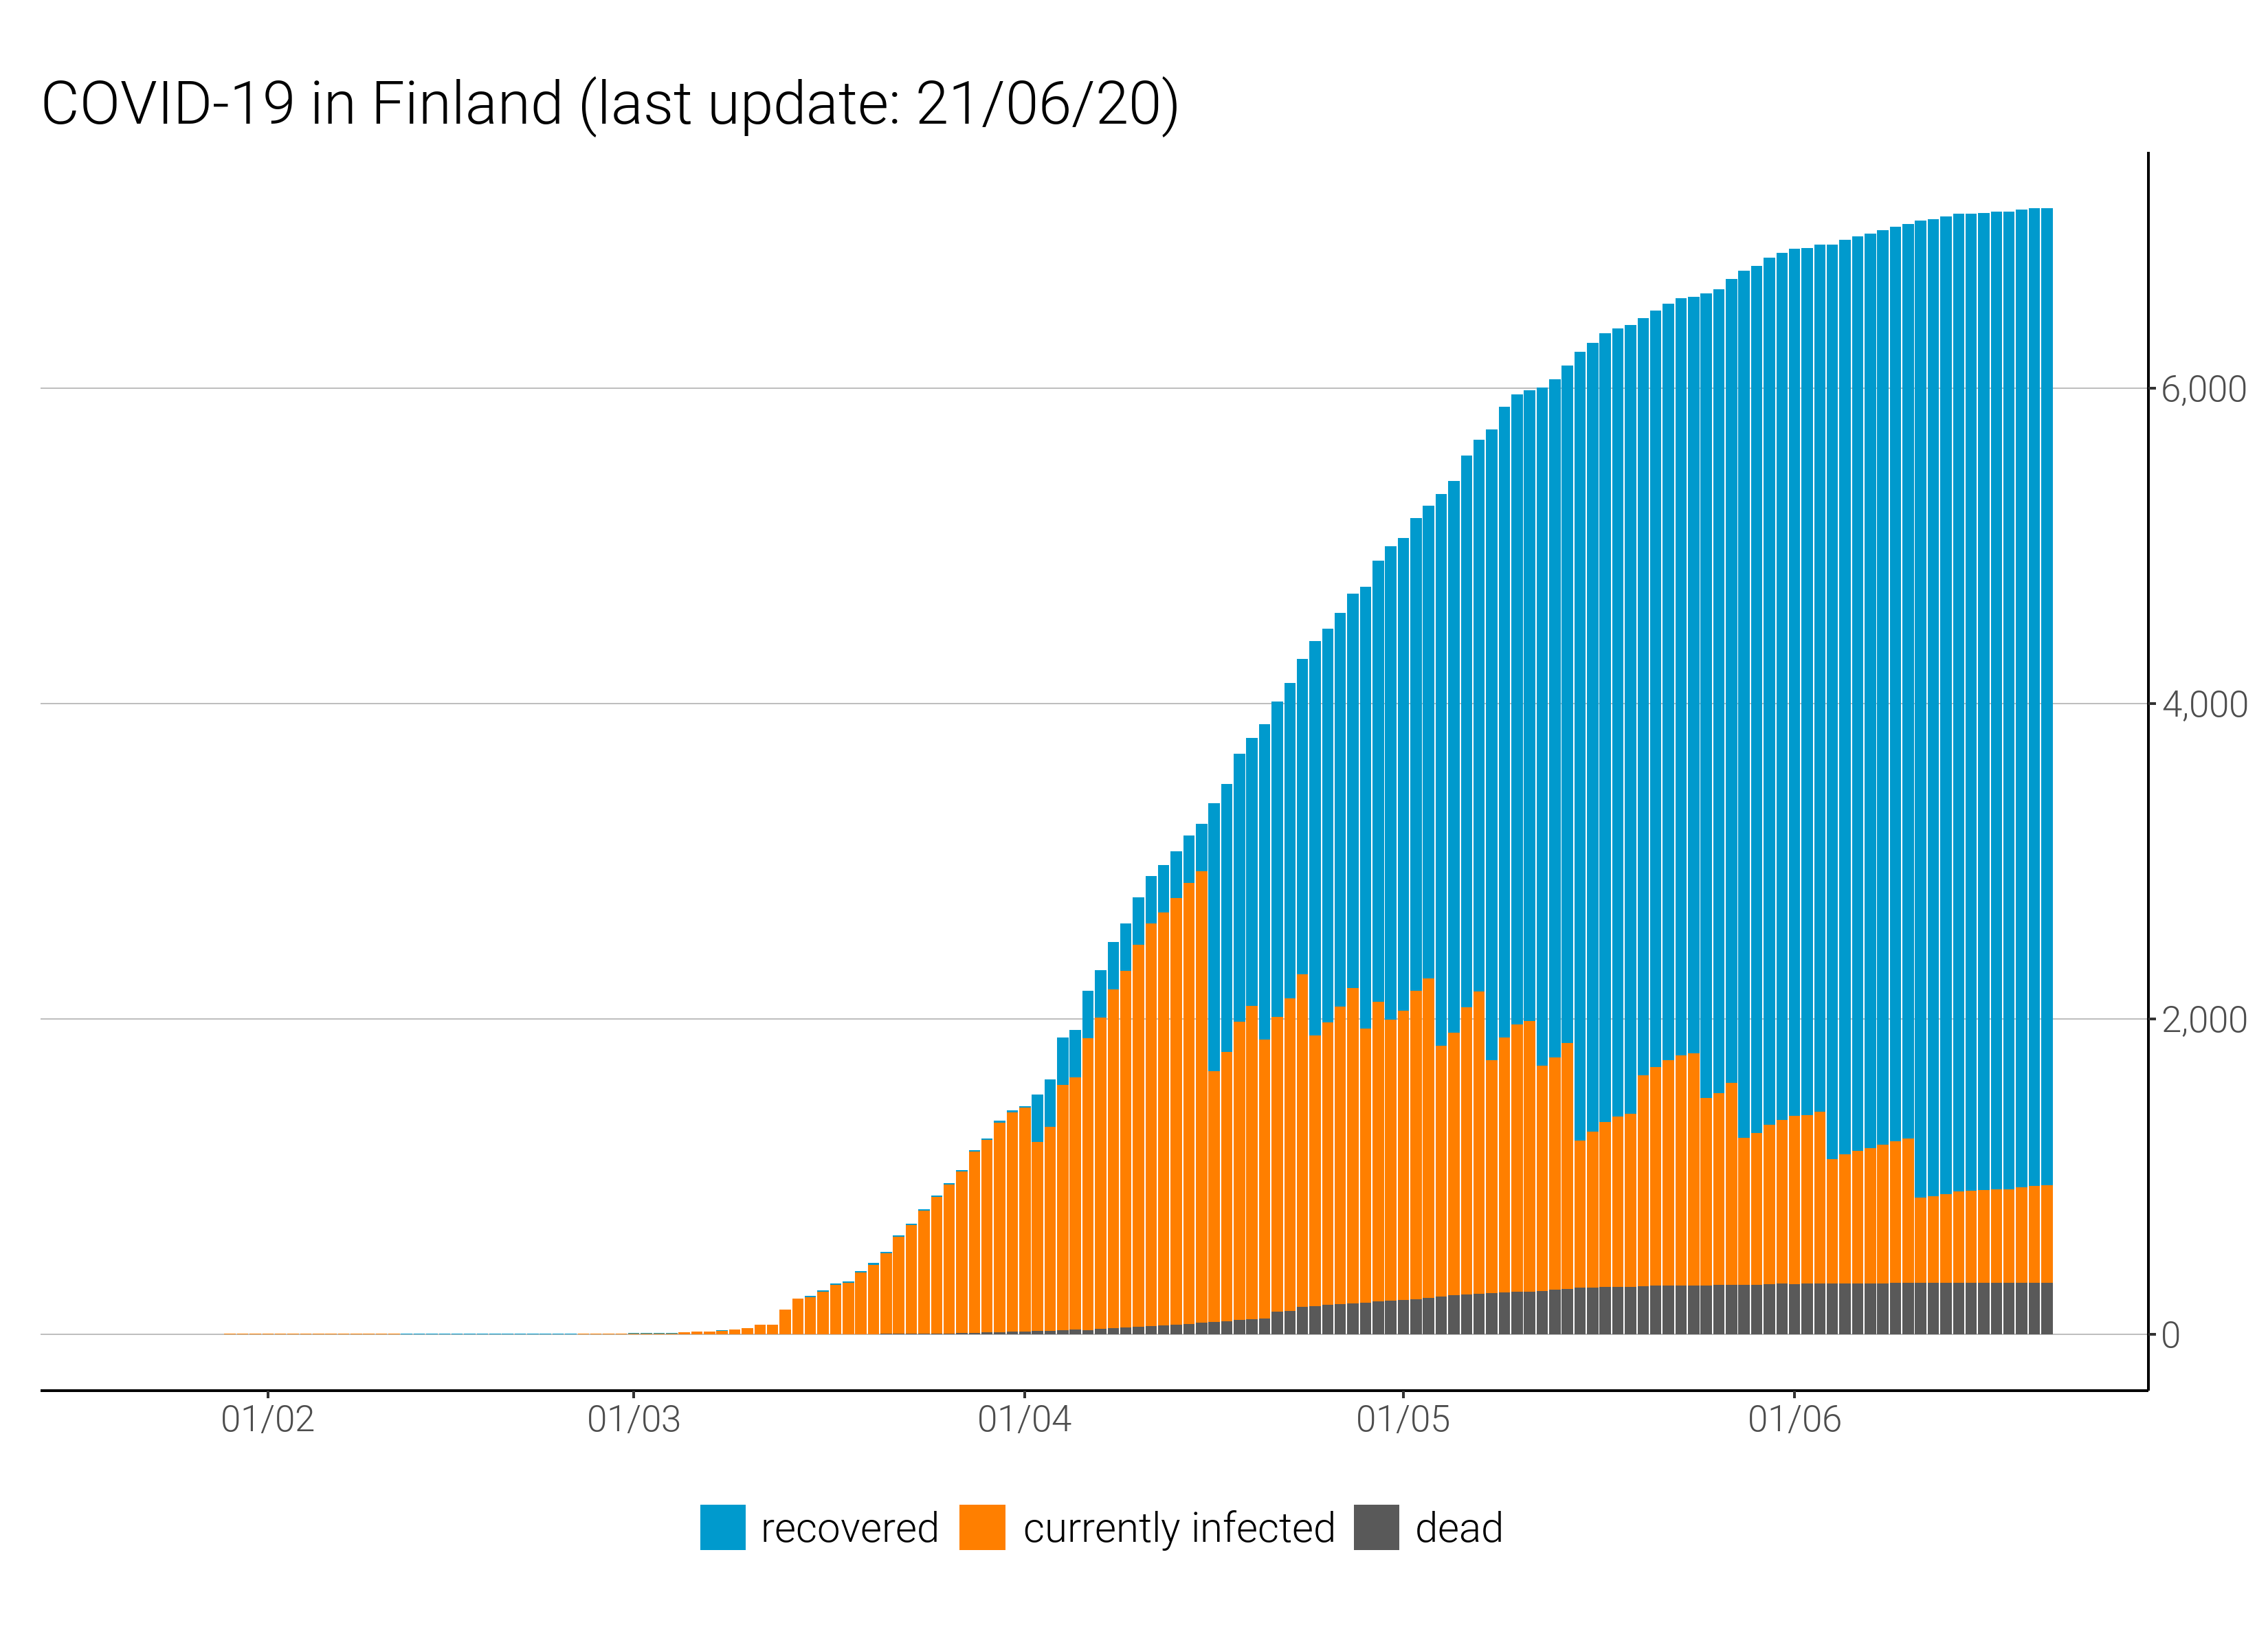 COVID-19 in Finland (last update: 21/06/20)
6,000
4,000
2,000
0
01/02 01/03 01/04 01/05 01/06
recovered currently infected dead